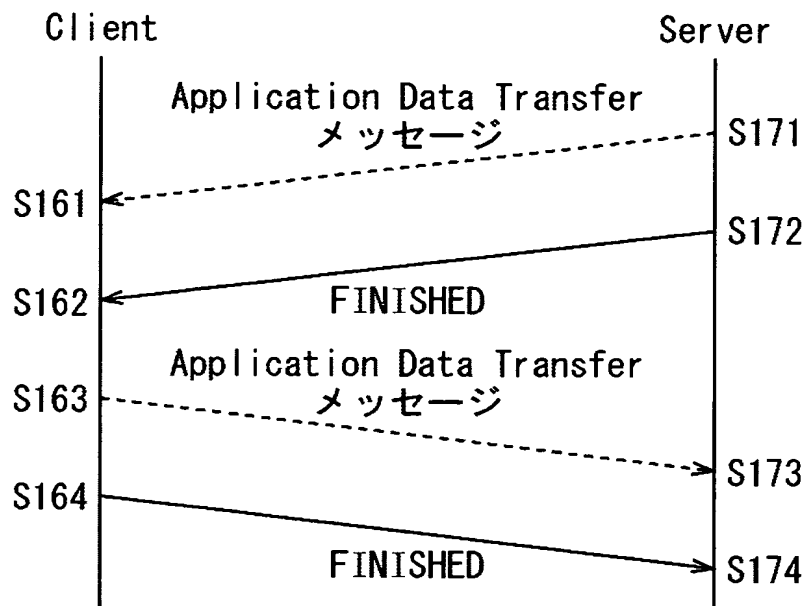 Client
Server
Application Data Transfer
メッセージ
S171
S161
S172
S162
FINISHED
Application Data Transfer
S163
メッセージ
S173
S164
FINISHED
S174